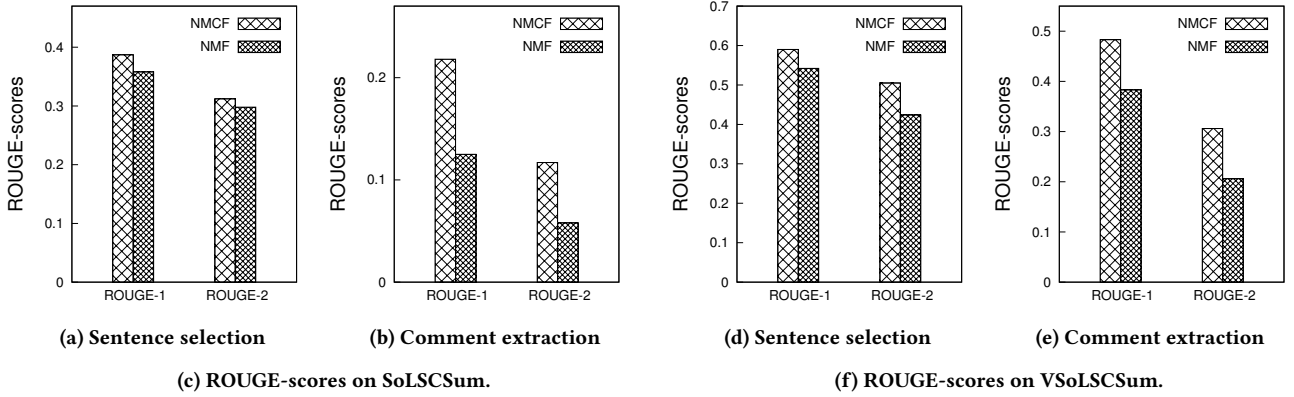 ROUGE-scores
0.4
0.3
0.2
0.1
0
NMCF
NMF
ROUGE-1 ROUGE-2
(a) Sentence selection
ROUGE-scores
0.2
0.1
0
NMCF
NMF
ROUGE-1 ROUGE-2
(b) Comment extraction
(c) ROUGE-scores on SoLSCSum.
ROUGE-scores
0.7
0.6
0.5
0.4
0.3
0.2
0.1
0
NMCF
NMF
ROUGE-1 ROUGE-2
(d) Sentence selection
ROUGE-scores
0.5
0.4
0.3
0.2
0.1
0
NMCF
NMF
ROUGE-1 ROUGE-2
(e) Comment extraction
(f) ROUGE-scores on VSoLSCSum.